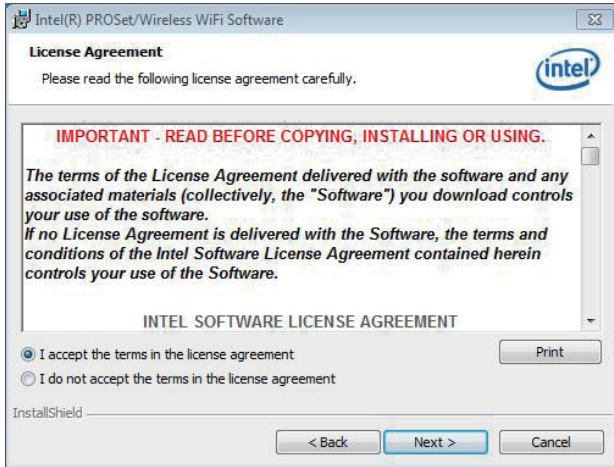 Intel(R) PROSet/Wireless WiFi Software
License Agreement
Please read the following license agreement carefully.
intel
IMPORTANT - READ BEFORE COPYING, INSTALLING OR USING.
The terms of the License Agreement delivered with the software and any
associated materials (collectively, the "Software") you download controls
your use of the software.
If no License Agreement is delivered with the Software, the terms and
conditions of the Intel Software License Agreement contained herein
controls your use of the Software.
INTEL SOFTWARE LICENSE AGREEMENT
I accept the terms in the license agreement
Print
I do not accept the terms in the license agreement
InstallShield
< Back Next > Cancel